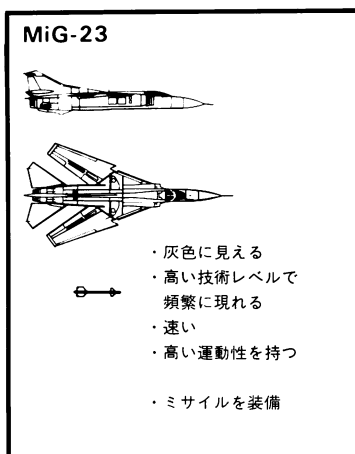 MiG-23
・灰色に見える
・高い技術レベルで
頻繁に現れる
・速い
・高い運動性を持つ
・ミサイルを装備